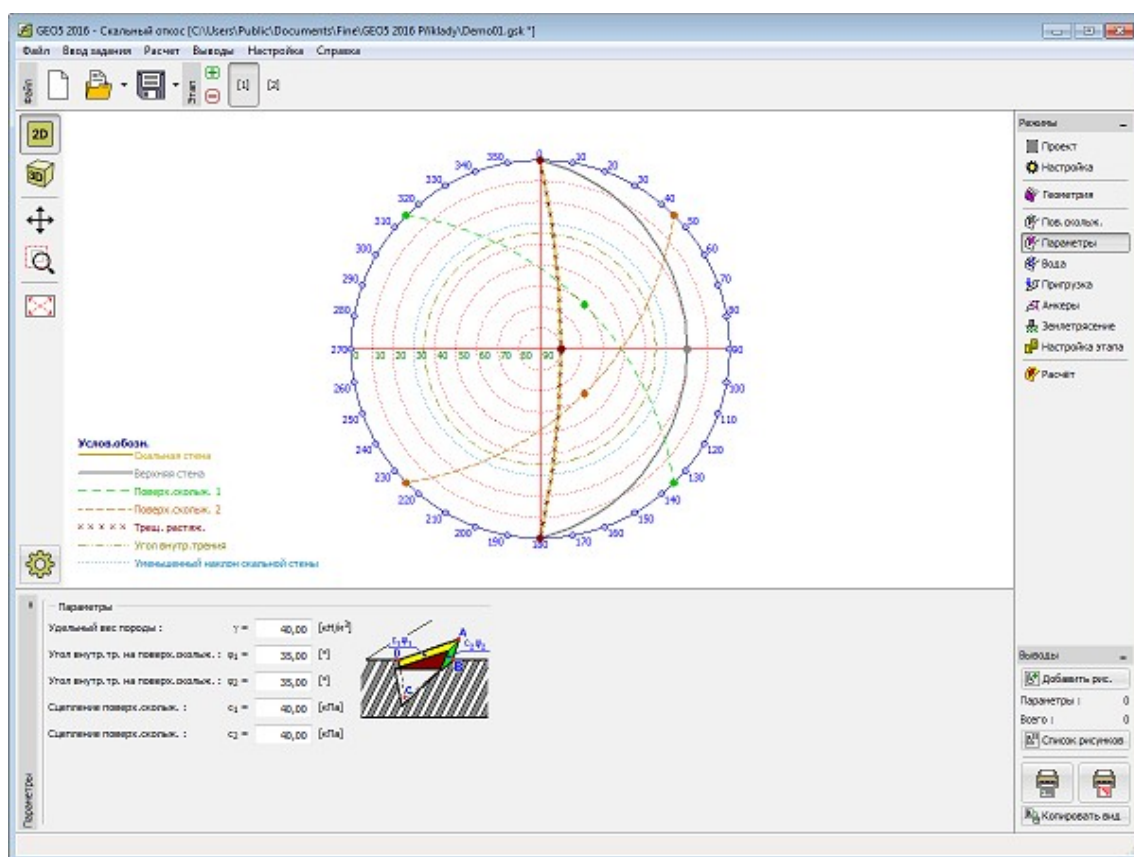 GEO5 2016 - Скальный откос [C:\Users\Public\Documents\Fine\GEO5 2016 Příklady\Demo01.gsk *]
Файл Ввод задания Расчет Выводы Настройка Справка
Файл
Этап
[1] [2]
2D
3D
0
10
20
30
40
50
60
70
80
90
100
110
120
130
140
150
160
170
180
190
200
210
220
230
240
250
260
270
280
290
300
310
320
330
340
350
0 10 20 30 40 50 60 70 80 90
Услов.обозн.
Скальная стена
Верхняя стена
Поверх.скольж. 1
Поверх.скольж. 2
Трещ. растяж.
Угол внутр.трения
Уменьшенный наклон скальной стены
Режимы
Проект
Настройка
Геометрия
Пов.скольж.
Параметры
Вода
Пригрузка
Анкеры
Землетрясение
Настройка этапа
Расчёт
Параметры
Параметры
Удельный вес породы : γ = 40,00 [кН/м³]
Угол внутр. тр. на поверх.скольж. : φ₁ = 35,00 [°]
Угол внутр. тр. на поверх.скольж. : φ₂ = 35,00 [°]
Сцепление поверх.скольж. : c₁ = 40,00 [кПа]
Сцепление поверх.скольж. : c₂ = 40,00 [кПа]
c₁φ₁
A
c₂φ₂
0
B
C
Выводы
Добавить рис.
Параметры : 0
Всего : 0
Список рисунков
Копировать вид